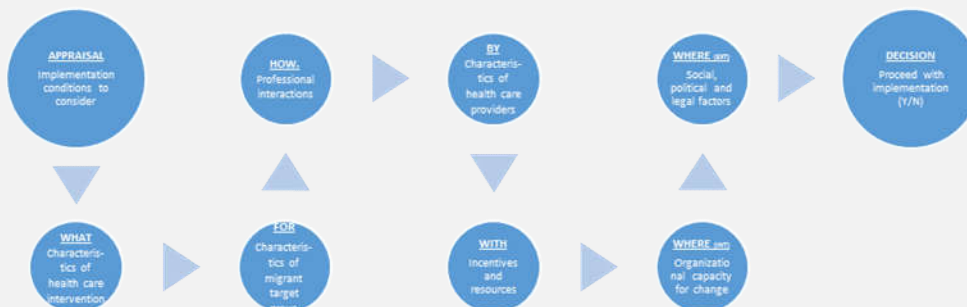 APPRAISAL
Implementation
conditions to
consider
WHAT
Characteris-
tics of
health care
intervention
FOR
Characteris-
tics of
migrant
target
HOW.
Professional
interactions
BY
Characteris-
tics of
health care
providers
WITH
Incentives
and
resources
WHERE
Organizatio
nal capacity
for change
WHERE
Social,
political and
legal factors
DECISION
Proceed with
implementation
(Y/N)